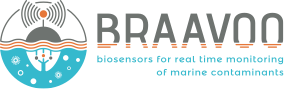 BRAAVOO
biosensors for real time monitoring
of marine contaminants